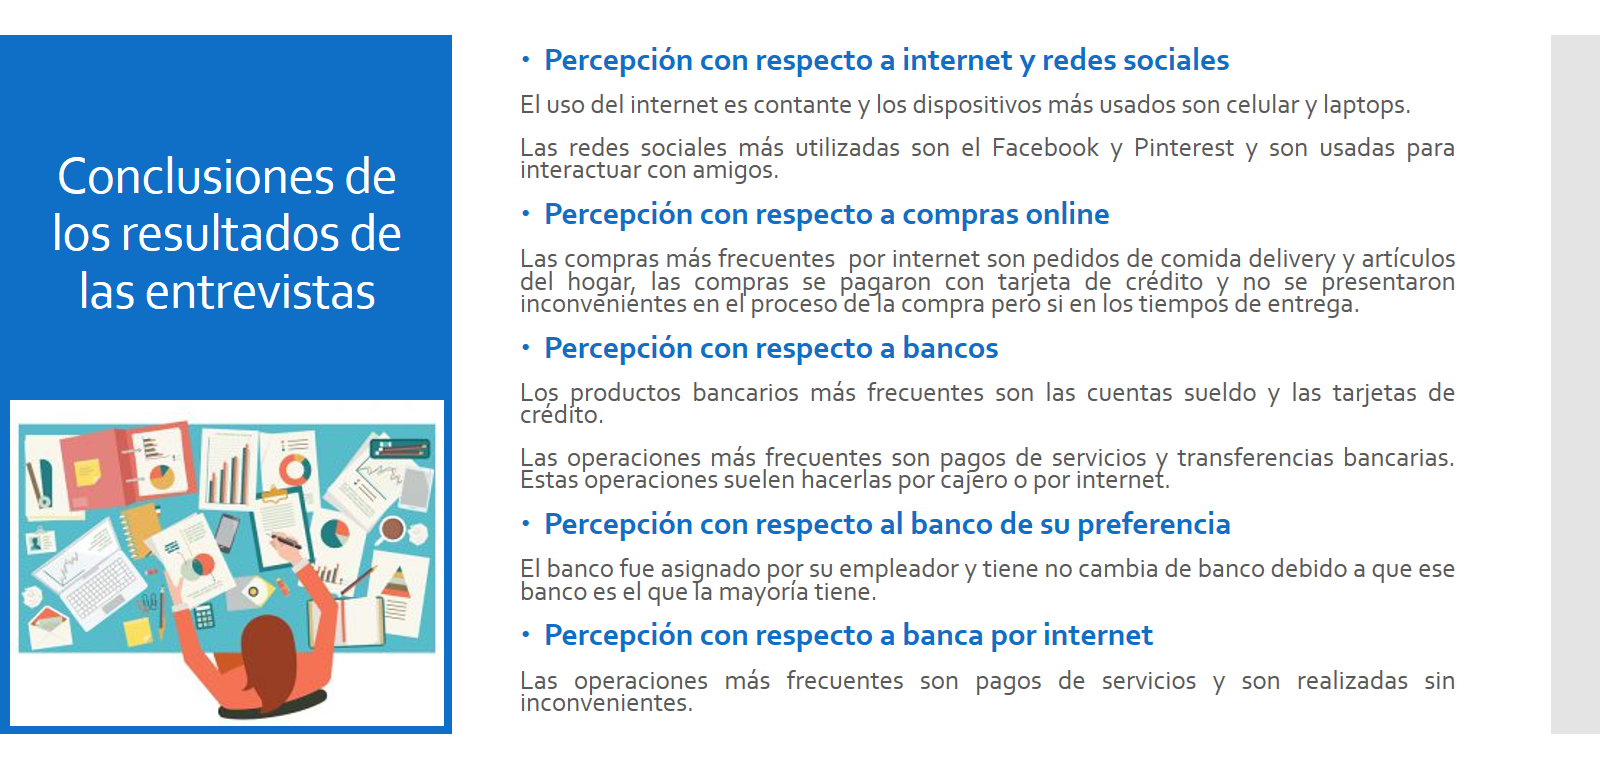 Conclusiones de
los resultados de
las entrevistas
• Percepción con respecto a internet y redes sociales
El uso del internet es contante y los dispositivos más usados son celular y laptops.
Las redes sociales más utilizadas son el Facebook y Pinterest y son usadas para
interactuar con amigos.
• Percepción con respecto a compras online
Las compras más frecuentes  por internet son pedidos de comida delivery y artículos
del hogar, las compras se pagaron con tarjeta de crédito y no se presentaron
inconvenientes en el proceso de la compra pero si en los tiempos de entrega.
• Percepción con respecto a bancos
Los productos bancarios más frecuentes son las cuentas sueldo y las tarjetas de
crédito.
Las operaciones más frecuentes son pagos de servicios y transferencias bancarias.
Estas operaciones suelen hacerlas por cajero o por internet.
• Percepción con respecto al banco de su preferencia
El banco fue asignado por su empleador y tiene no cambia de banco debido a que ese
banco es el que la mayoría tiene.
• Percepción con respecto a banca por internet
Las operaciones más frecuentes son pagos de servicios y son realizadas sin
inconvenientes.